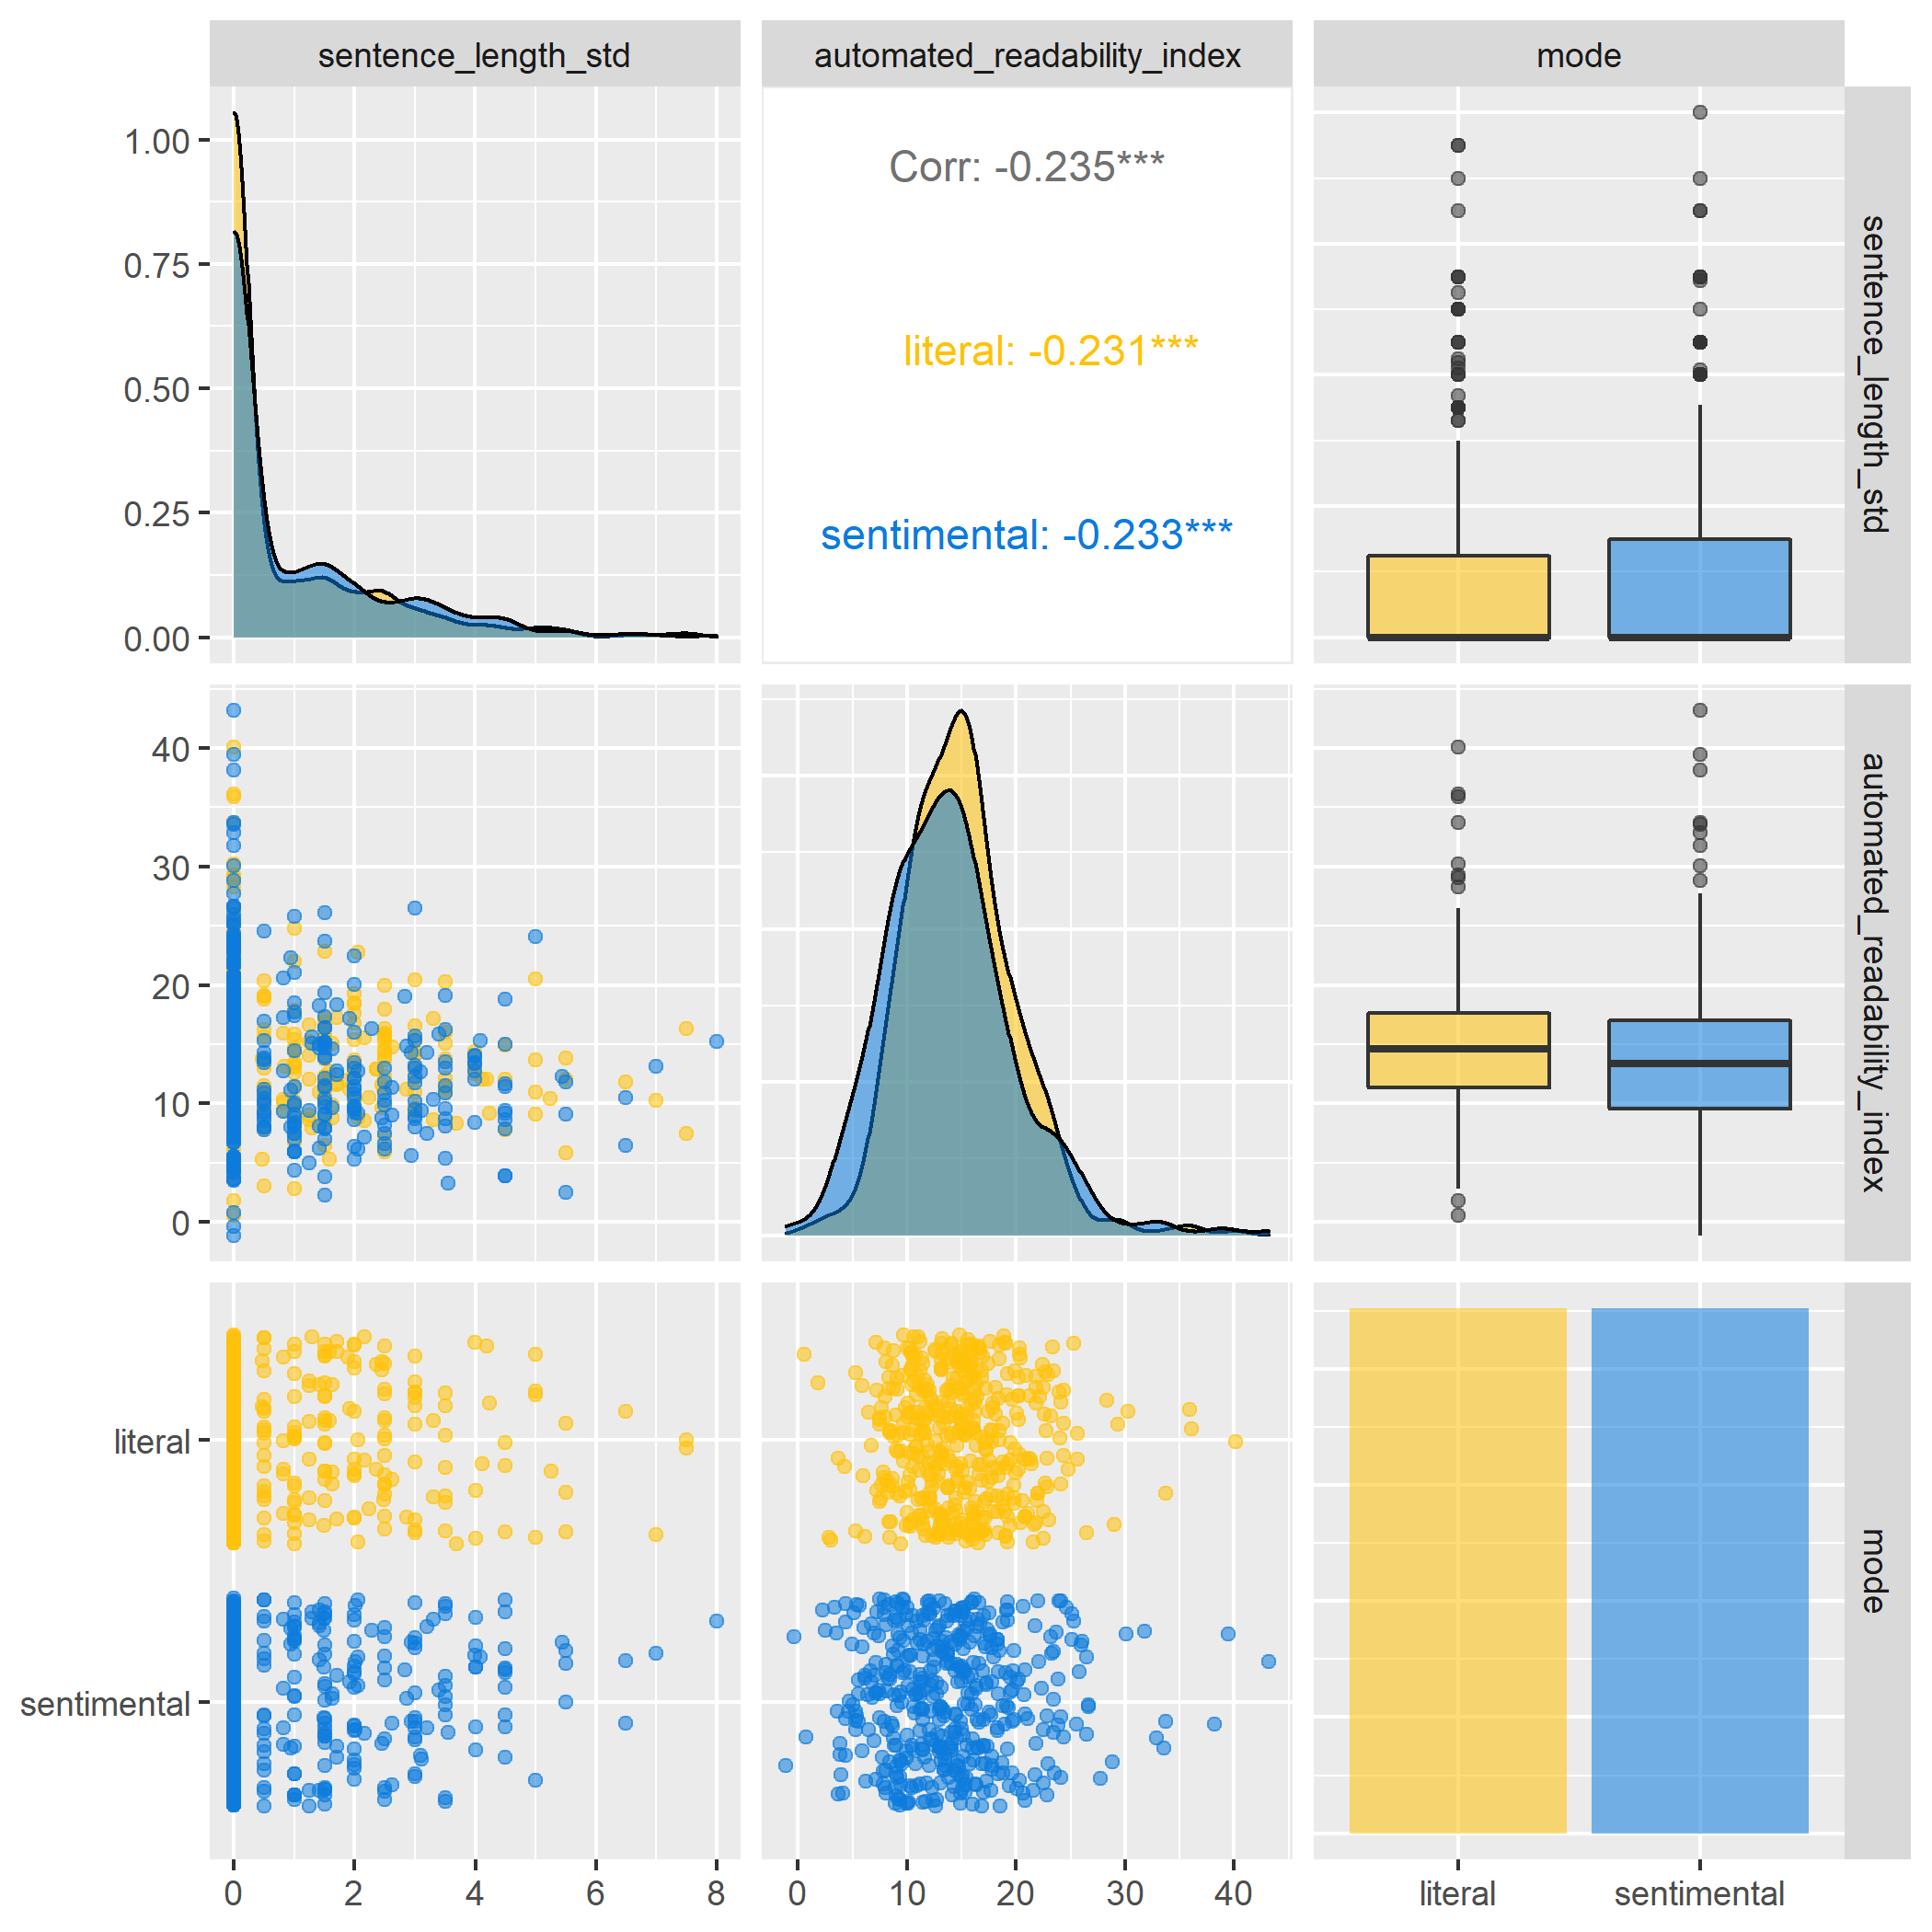 sentence_length_std
automated_readability_index
mode
1.00
0.75
0.50
0.25
0.00
Corr: -0.235***
literal: -0.231***
sentimental: -0.233***
sentence_length_std
40
30
20
10
0
automated_readability_index
literal
sentimental
mode
0 2 4 6 8
0 10 20 30 40
literal sentimental